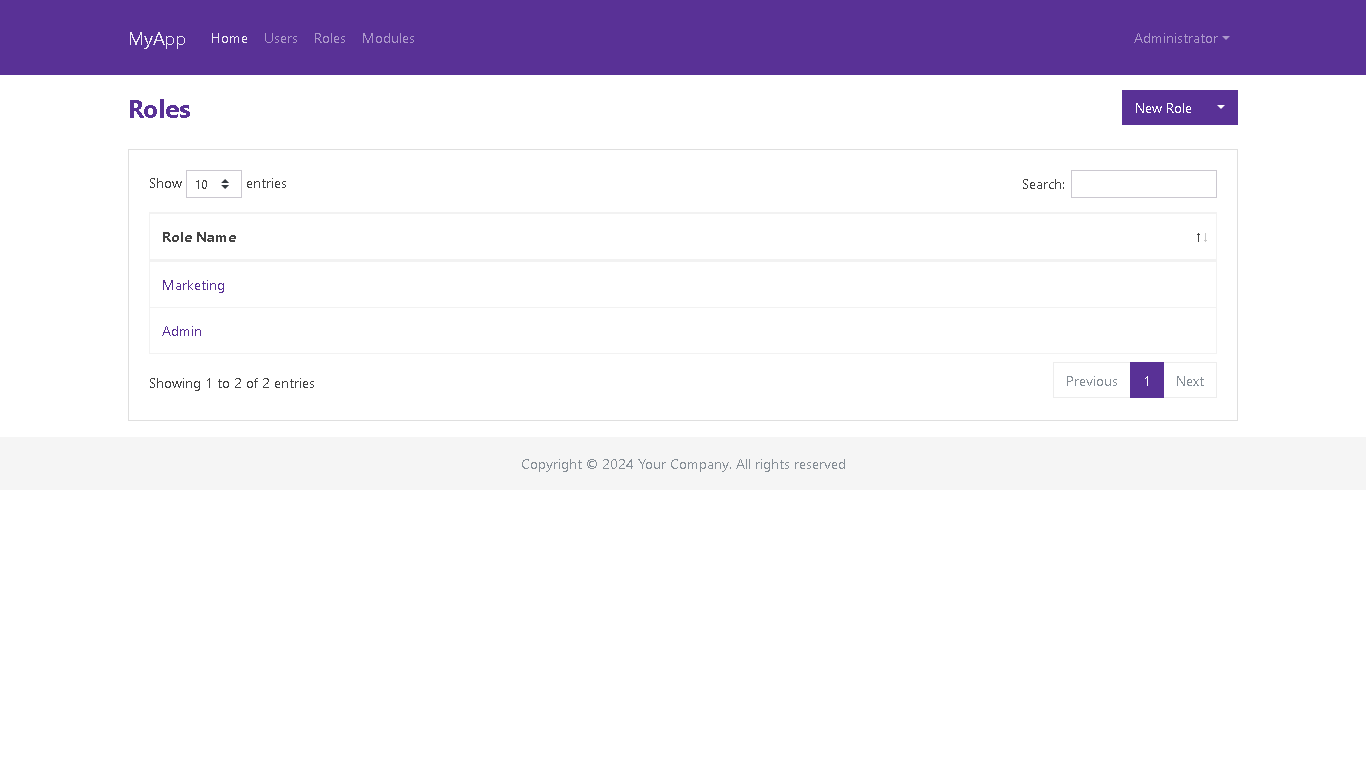 MyApp Home Users Roles Modules Administrator
Roles New Role
Show 10 entries Search:
Role Name
Marketing
Admin
Showing 1 to 2 of 2 entries Previous 1 Next
Copyright © 2024 Your Company. All rights reserved